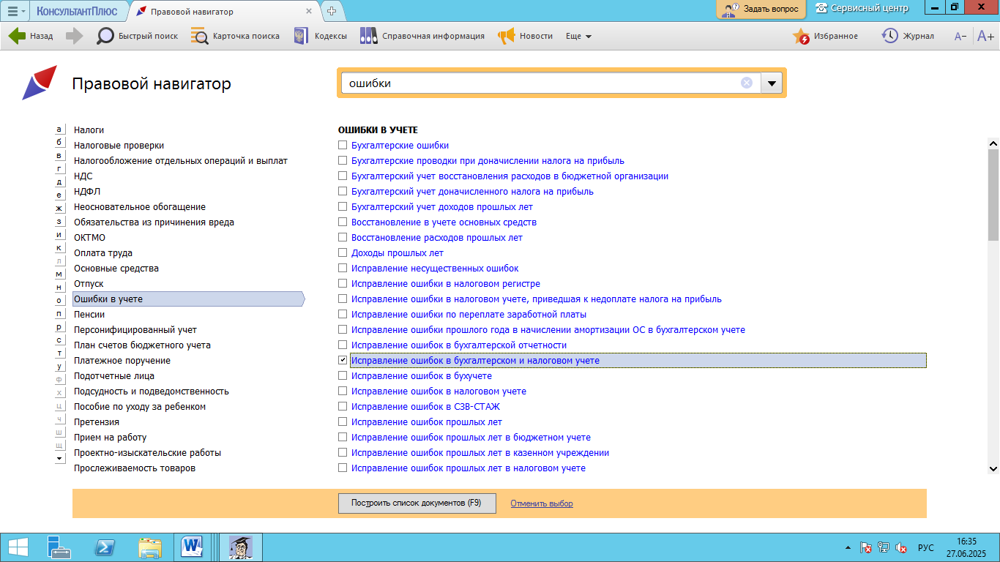 КонсультантПлюс
Правовой навигатор
Задать вопрос
Сервисный центр
Назад
Быстрый поиск
Карточка поиска
Кодексы
Справочная информация
Новости
Еще
Избранное
Журнал
А−
А+
Правовой навигатор
ошибки
а
б
в
г
д
е
ж
з
и
к
л
м
н
о
п
р
с
т
у
ф
х
ц
ч
ш
щ
Налоги
Налоговые проверки
Налогообложение отдельных операций и выплат
НДС
НДФЛ
Неосновательное обогащение
Обязательства из причинения вреда
ОКТМО
Оплата труда
Основные средства
Отпуск
Ошибки в учете
Пенсии
Персонифицированный учет
План счетов бюджетного учета
Платежное поручение
Подотчетные лица
Подсудность и подведомственность
Пособие по уходу за ребенком
Претензия
Прием на работу
Проектно-изыскательские работы
Прослеживаемость товаров
ОШИБКИ В УЧЕТЕ
Бухгалтерские ошибки
Бухгалтерские проводки при доначислении налога на прибыль
Бухгалтерский учет восстановления расходов в бюджетной организации
Бухгалтерский учет доначисленного налога на прибыль
Бухгалтерский учет доходов прошлых лет
Восстановление в учете основных средств
Восстановление расходов прошлых лет
Доходы прошлых лет
Исправление несущественных ошибок
Исправление ошибки в налоговом регистре
Исправление ошибки в налоговом учете, приведшая к недоплате налога на прибыль
Исправление ошибки по переплате заработной платы
Исправление ошибки прошлого года в начислении амортизации ОС в бухгалтерском учете
Исправление ошибок в бухгалтерской отчетности
Исправление ошибок в бухгалтерском и налоговом учете
Исправление ошибок в бухучете
Исправление ошибок в налоговом учете
Исправление ошибок в СЗВ-СТАЖ
Исправление ошибок прошлых лет
Исправление ошибок прошлых лет в бюджетном учете
Исправление ошибок прошлых лет в казенном учреждении
Исправление ошибок прошлых лет в налоговом учете
Построить список документов (F9)
Отменить выбор
РУС
16:35
27.06.2025